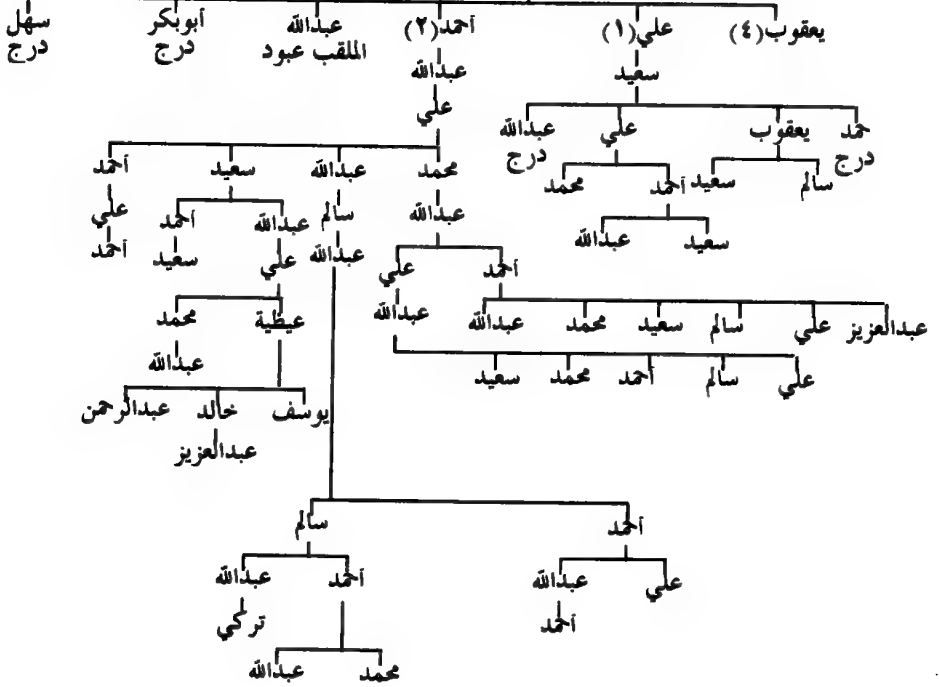 يعقوب (٤) علي (١) أحمد (٢) عبدالله أبوبكر سهل
الملقب عبود درج درج
سعيد عبدالله
علي
حمد يعقوب علي عبدالله
درج درج
محمد عبدالله سعيد أحمد
سالم سعيد أحمد محمد
عبدالله سالم عبدالله أحمد علي
سعيد عبدالله
عبدالله علي سعيد أحمد
أحمد علي
عبدالله
عبدالعزيز علي سالم سعيد محمد عبدالله
عيظية محمد
علي سالم أحمد محمد سعيد
عبدالله
يوسف خالد عبدالرحمن
عبدالعزيز
أحمد سالم
علي عبدالله أحمد عبدالله
أحمد تركي
محمد عبدالله